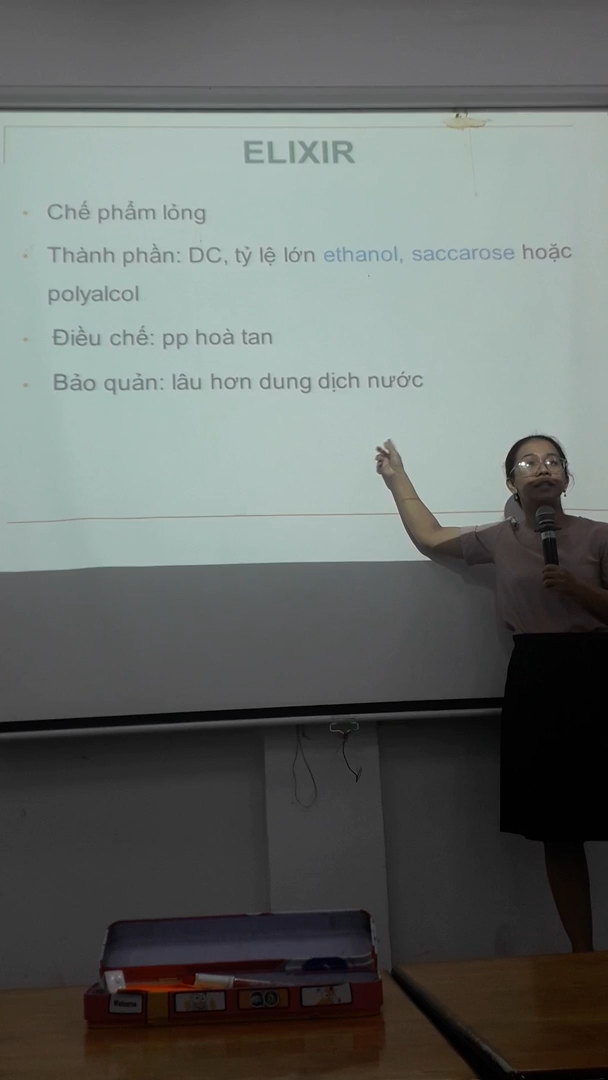 ELIXIR
• Chế phẩm lỏng
• Thành phần: DC, tỷ lệ lớn ethanol, saccarose hoặc
polyalcol
• Điều chế: pp hoà tan
• Bảo quản: lâu hơn dung dịch nước